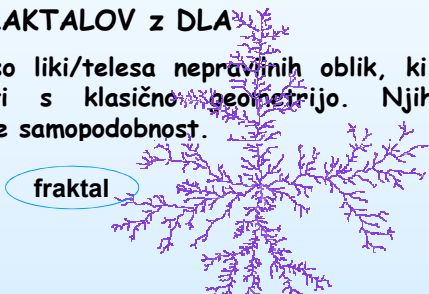 AKTALOV z DLA
so liki/telesa nepravilnih oblik, ki
i s klasično geometrijo. Njih
e samopodobnost.
fraktal